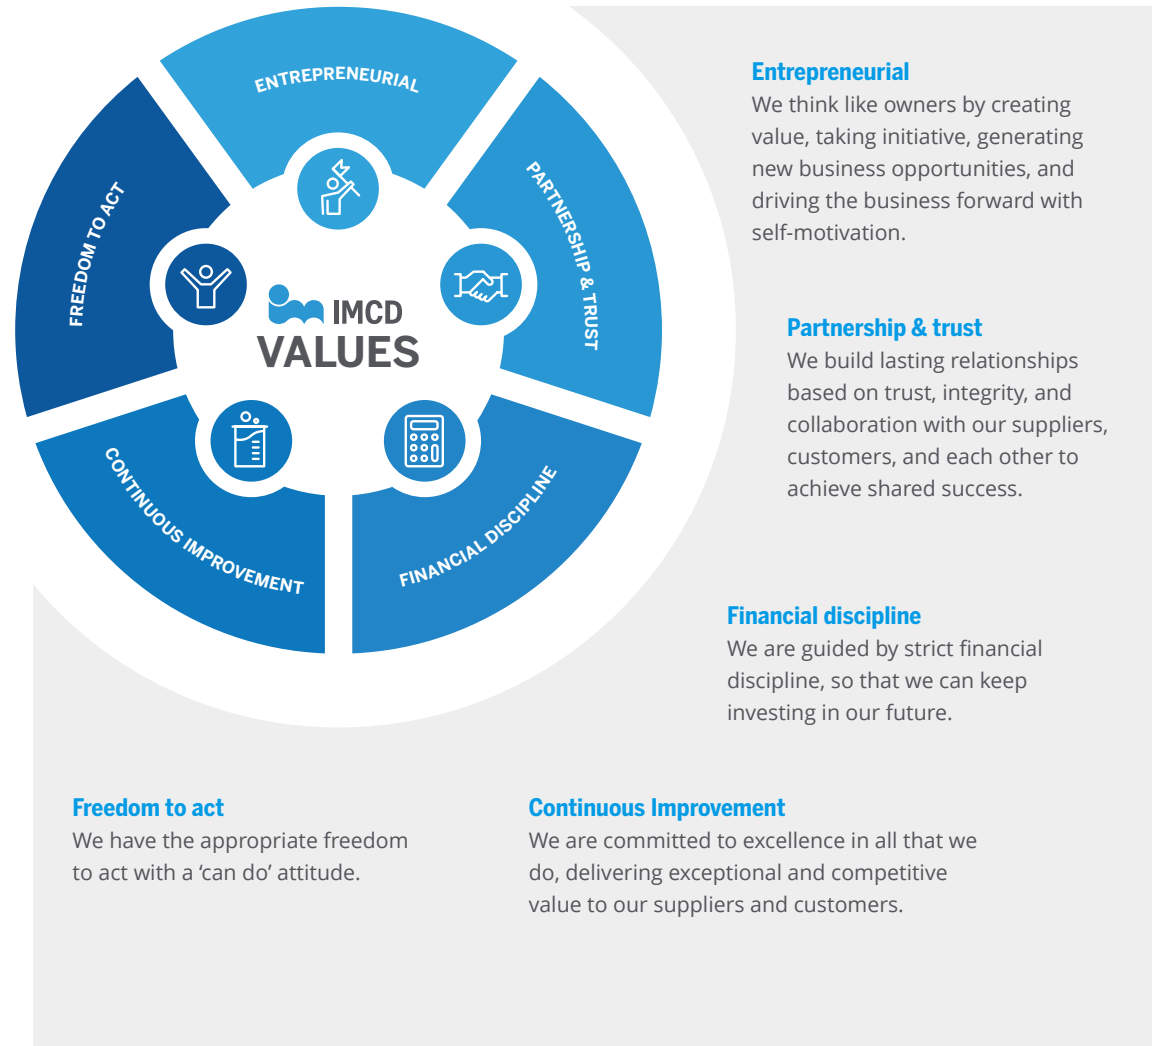 ENTREPRENEURIAL
PARTNERSHIP & TRUST
FINANCIAL DISCIPLINE
CONTINUOUS IMPROVEMENT
FREEDOM TO ACT
IMCD
VALUES
Entrepreneurial
We think like owners by creating
value, taking initiative, generating
new business opportunities, and
driving the business forward with
self-motivation.
Partnership & trust
We build lasting relationships
based on trust, integrity, and
collaboration with our suppliers,
customers, and each other to
achieve shared success.
Financial discipline
We are guided by strict financial
discipline, so that we can keep
investing in our future.
Freedom to act
We have the appropriate freedom
to act with a ‘can do’ attitude.
Continuous Improvement
We are committed to excellence in all that we
do, delivering exceptional and competitive
value to our suppliers and customers.